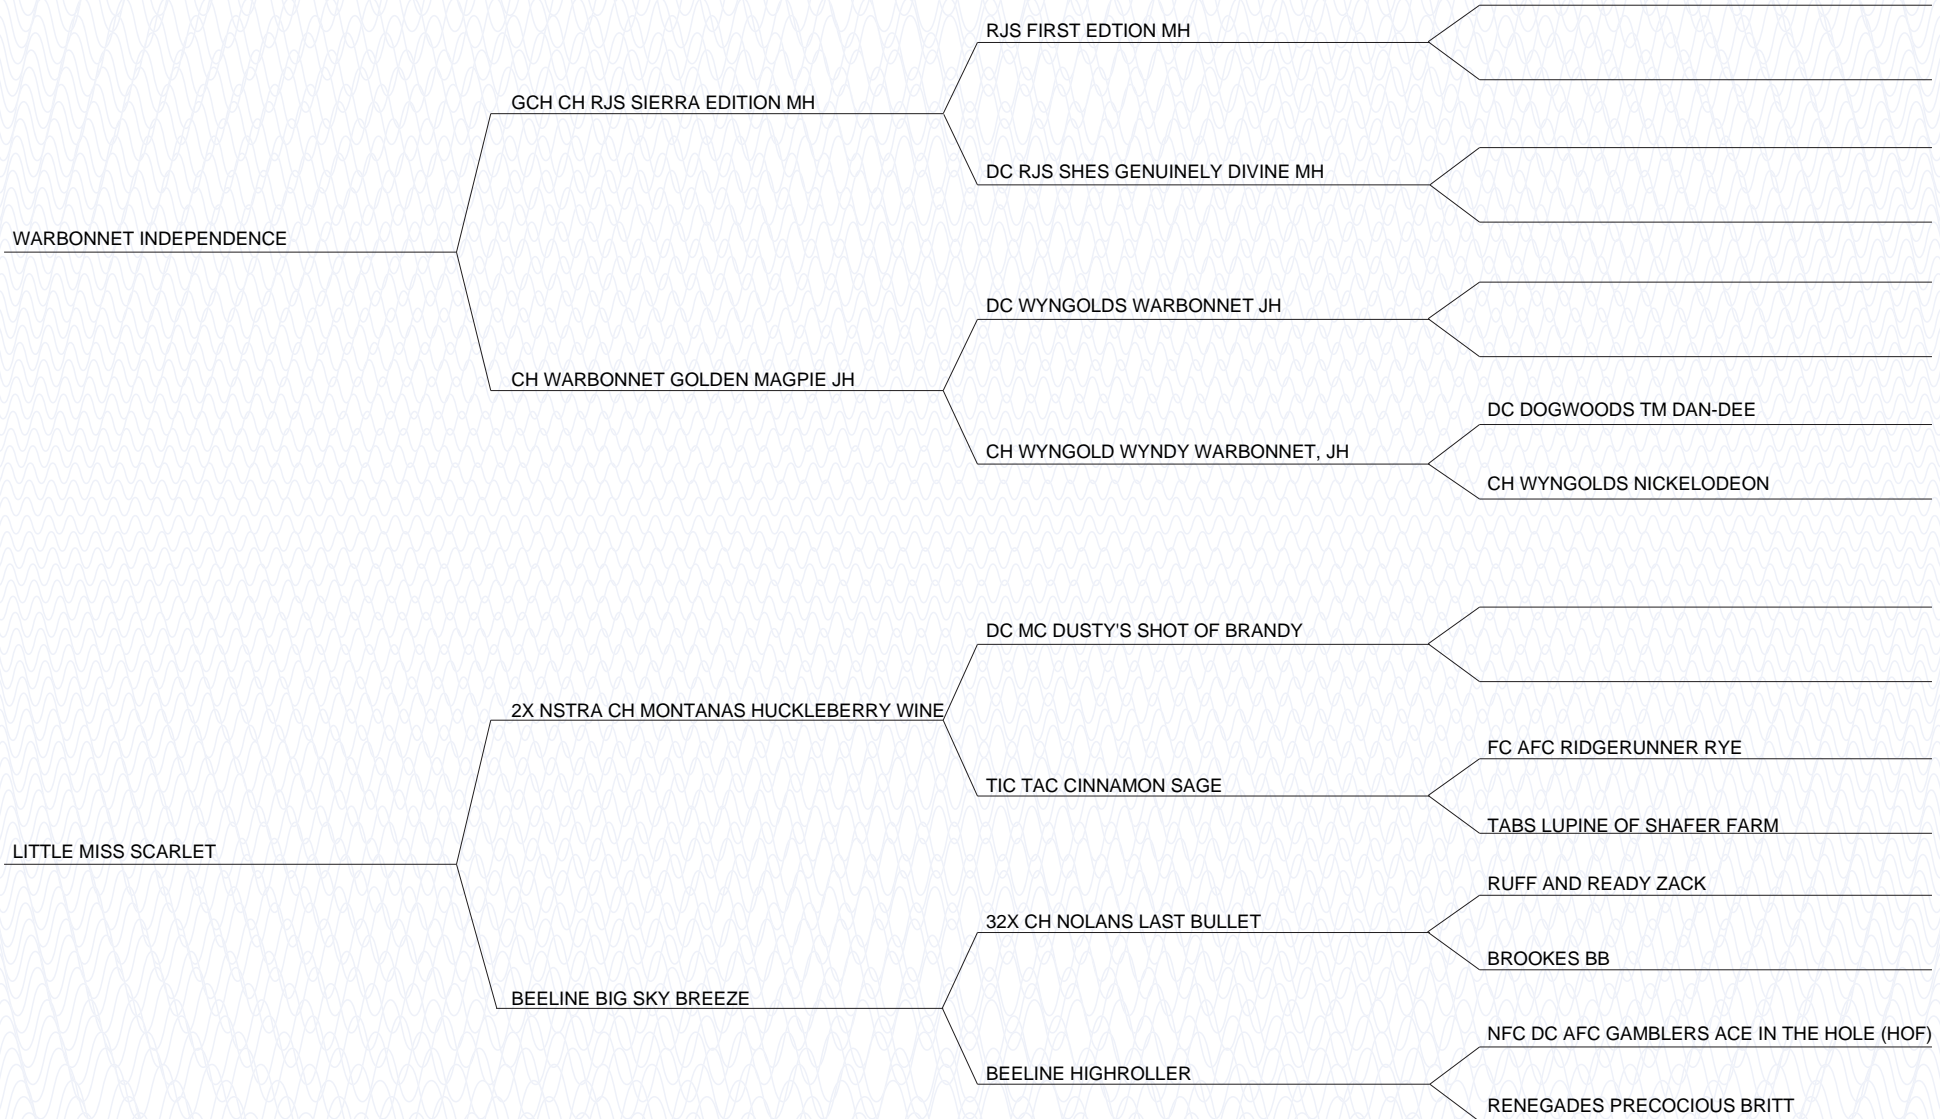 RJS FIRST EDTION MH
GCH CH RJS SIERRA EDITION MH
DC RJS SHES GENUINELY DIVINE MH
WARBONNET INDEPENDENCE
DC WYNGOLDS WARBONNET JH
CH WARBONNET GOLDEN MAGPIE JH
DC DOGWOODS TM DAN-DEE
CH WYNGOLD WYNDY WARBONNET, JH
CH WYNGOLDS NICKELODEON
DC MC DUSTY'S SHOT OF BRANDY
2X NSTRA CH MONTANAS HUCKLEBERRY WINE
FC AFC RIDGERUNNER RYE
TIC TAC CINNAMON SAGE
TABS LUPINE OF SHAFER FARM
LITTLE MISS SCARLET
RUFF AND READY ZACK
32X CH NOLANS LAST BULLET
BROOKES BB
BEELINE BIG SKY BREEZE
NFC DC AFC GAMBLERS ACE IN THE HOLE (HOF)
BEELINE HIGHROLLER
RENEGADES PRECOCIOUS BRITT